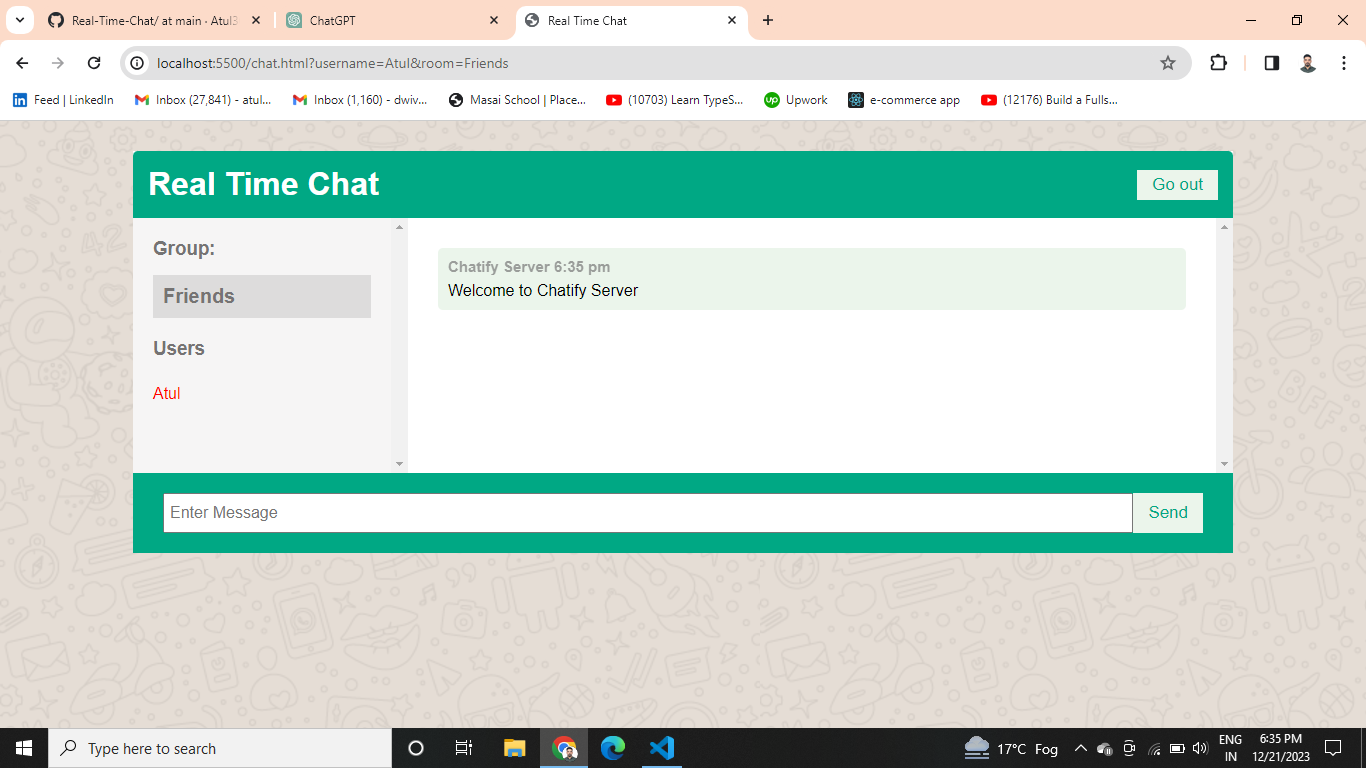 Real-Time-Chat/ at main · Atul3
ChatGPT
Real Time Chat
localhost:5500/chat.html?username=Atul&room=Friends
Feed | LinkedIn
Inbox (27,841) - atul...
Inbox (1,160) - dwiv...
Masai School | Place...
(10703) Learn TypeS...
Upwork
e-commerce app
(12176) Build a Fulls...
Real Time Chat
Go out
Group:
Friends
Users
Atul
Chatify Server 6:35 pm
Welcome to Chatify Server
Enter Message
Send
Type here to search
17°C Fog
ENG
IN
6:35 PM
12/21/2023